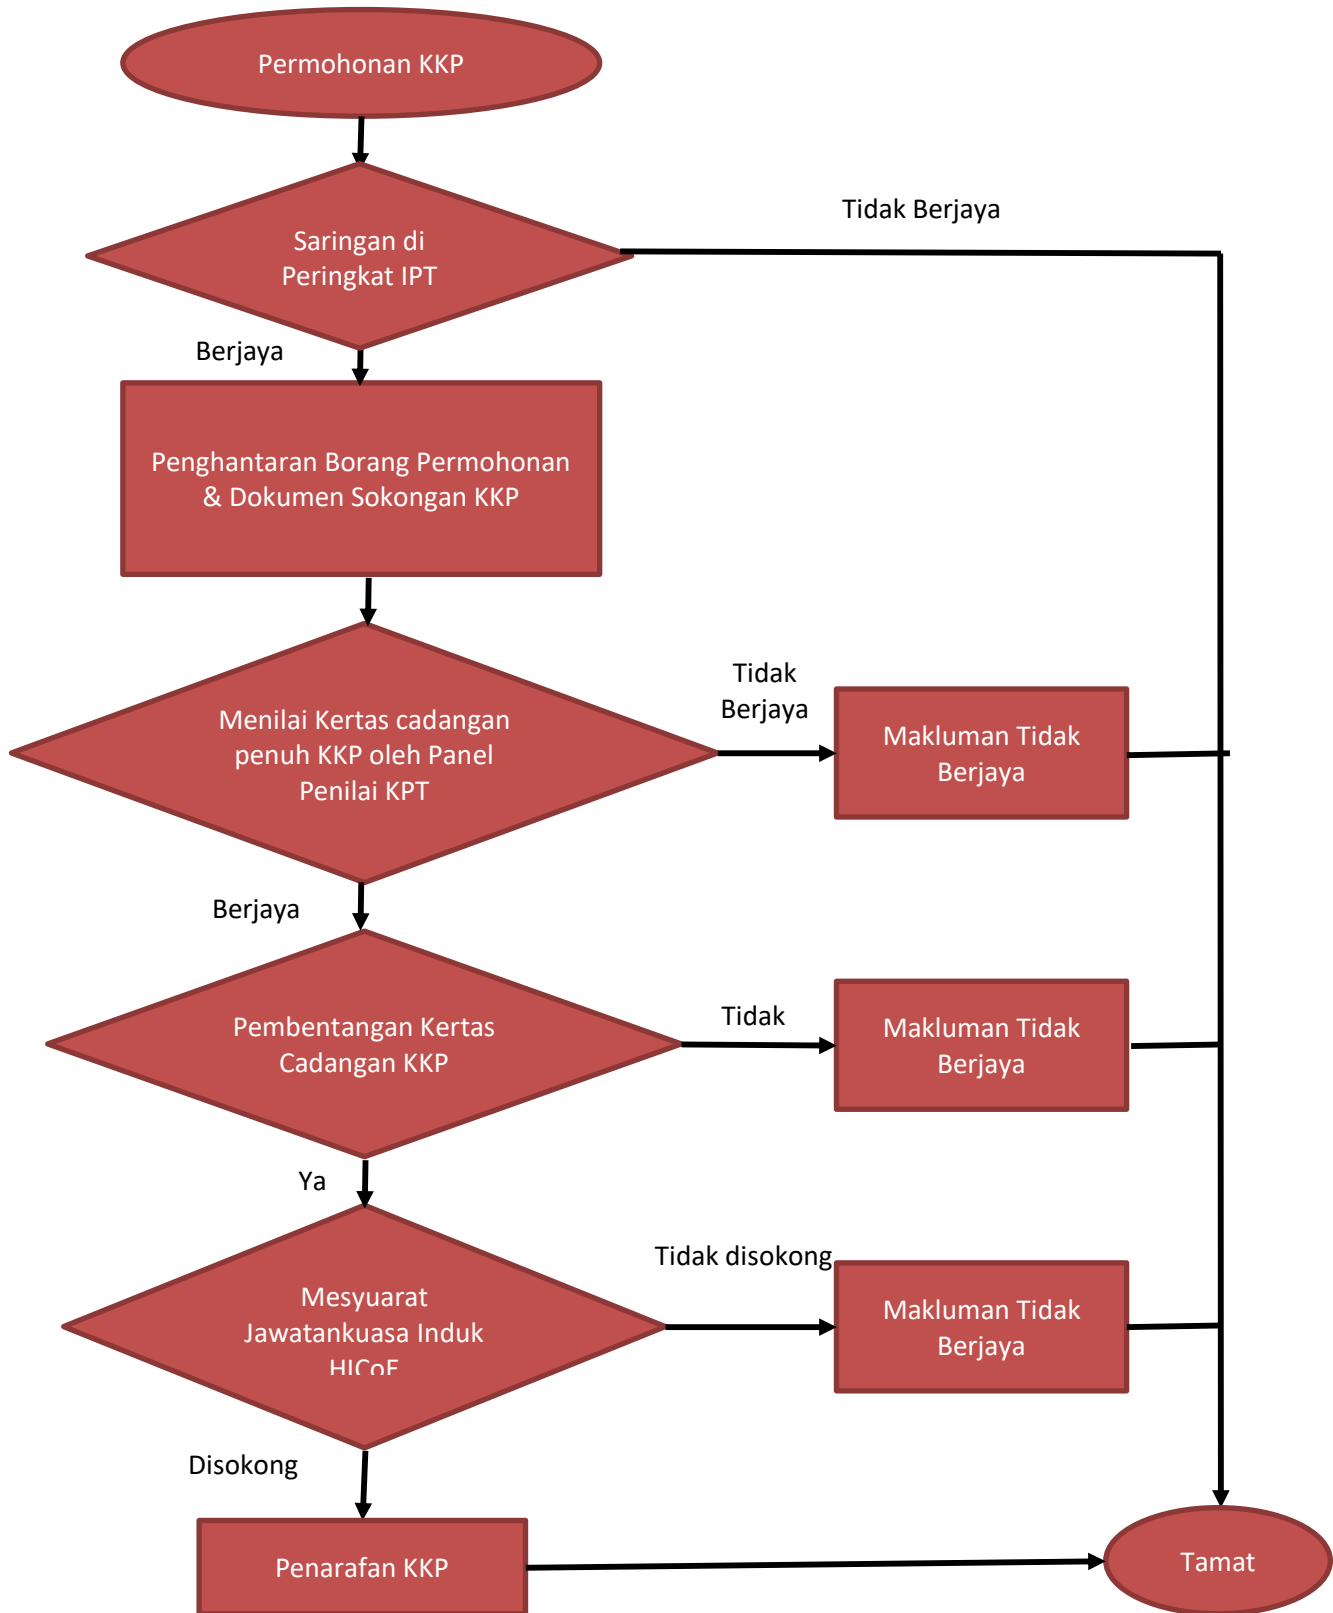 Permohonan KKP
Tidak Berjaya
Saringan di
Peringkat IPT
Berjaya
Penghantaran Borang Permohonan
& Dokumen Sokongan KKP
Tidak
Berjaya
Menilai Kertas cadangan
penuh KKP oleh Panel
Penilai KPT
Makluman Tidak
Berjaya
Berjaya
Pembentangan Kertas
Cadangan KKP
Tidak
Makluman Tidak
Berjaya
Ya
Mesyuarat
Jawatankuasa Induk
HICoE
Tidak disokong
Makluman Tidak
Berjaya
Disokong
Penarafan KKP
Tamat